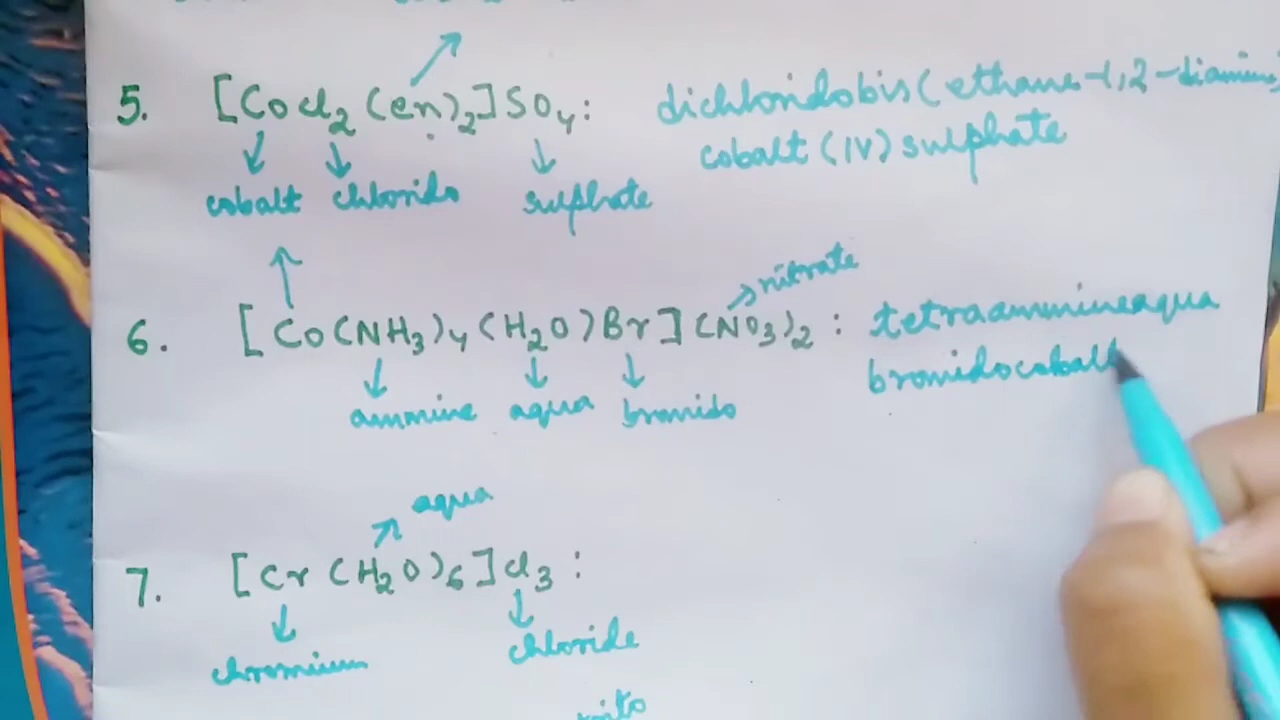 5. [CoCl2(en)2]SO4: dichloridobis(ethane-1,2-diamine)
cobalt(IV)sulphate
cobalt chlorido sulphate
nitrate
6. [Co(NH3)4(H2O)Br](NO3)2: tetraammineaqua
bromidocobalt
ammine aqua bromido
aqua
7. [Cr(H2O)6]Cl3:
chromium chloride